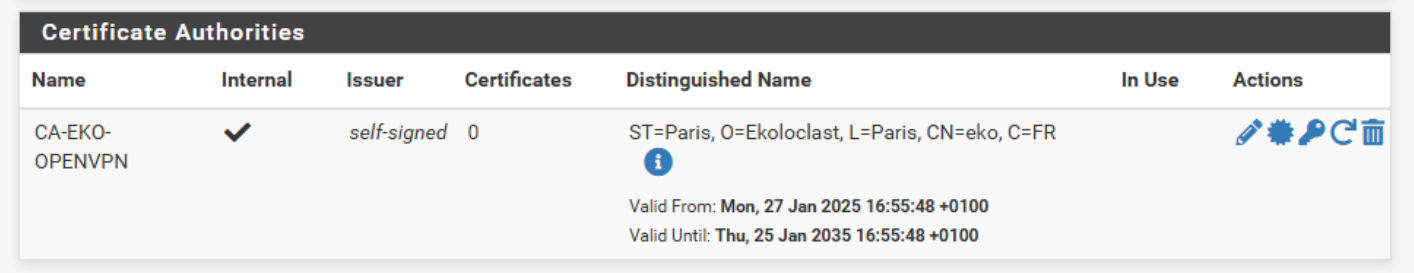 Certificate Authorities
Name Internal Issuer Certificates Distinguished Name In Use Actions
CA-EKO- self-signed 0 ST=Paris, O=Ekoloclast, L=Paris, CN=eko, C=FR
OPENVPN
Valid From: Mon, 27 Jan 2025 16:55:48 +0100
Valid Until: Thu, 25 Jan 2035 16:55:48 +0100